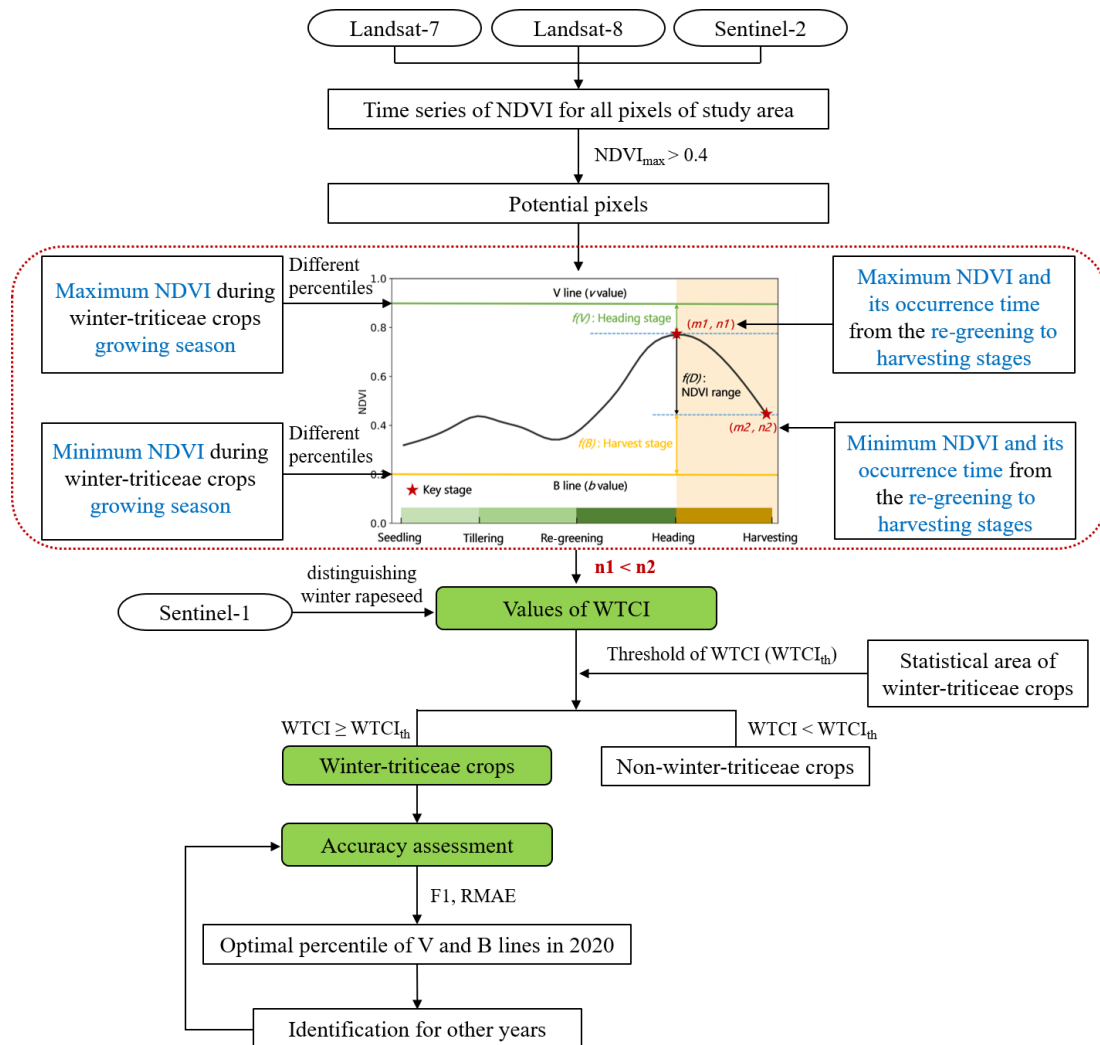 Landsat-7
Landsat-8
Sentinel-2
Time series of NDVI for all pixels of study area
NDVImax > 0.4
Potential pixels
Maximum NDVI during
winter-triticeae crops
growing season
Different
percentiles
Minimum NDVI during
winter-triticeae crops
growing season
Different
percentiles
NDVI
1.0
0.8
0.6
0.4
0.2
0.0
V line (v value)
f(V): Heading stage
(m1, n1)
f(D):
NDVI range
f(B): Harvest stage
(m2, n2)
B line (b value)
Key stage
Seedling
Tillering
Re-greening
Heading
Harvesting
Maximum NDVI and
its occurrence time
from the re-greening to
harvesting stages
Minimum NDVI and its
occurrence time from
the re-greening to
harvesting stages
n1 < n2
distinguishing
winter rapeseed
Sentinel-1
Values of WTCI
Threshold of WTCI (WTCIth)
Statistical area of
winter-triticeae crops
WTCI ≥ WTCIth
WTCI < WTCIth
Winter-triticeae crops
Non-winter-triticeae crops
Accuracy assessment
F1, RMAE
Optimal percentile of V and B lines in 2020
Identification for other years